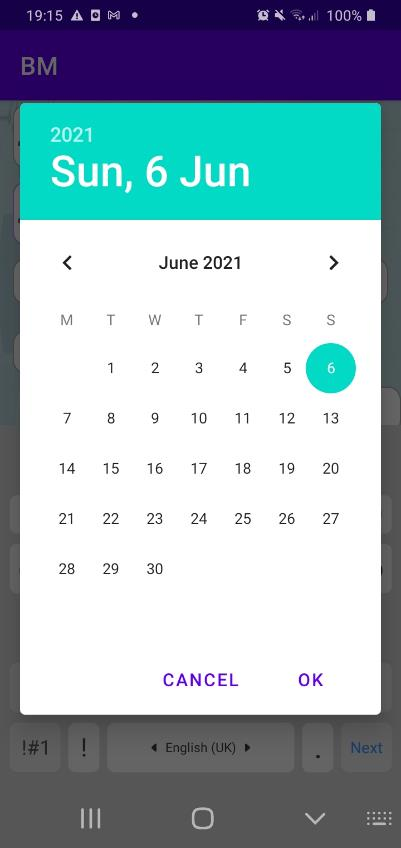 19:15 100%
BM
2021
Sun, 6 Jun
June 2021
M T W T F S S
1 2 3 4 5 6
7 8 9 10 11 12 13
14 15 16 17 18 19 20
21 22 23 24 25 26 27
28 29 30
CANCEL OK
!#1 ! English (UK) . Next